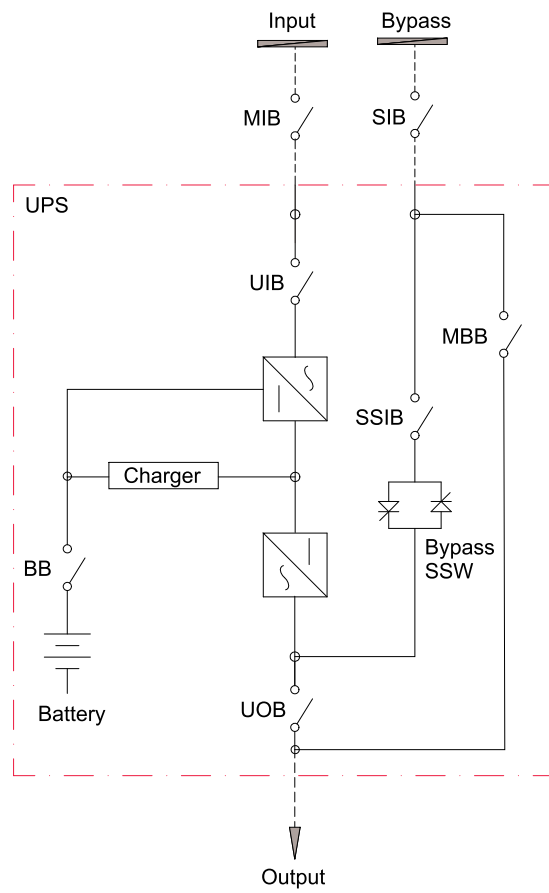 Input
Bypass
MIB
SIB
UPS
UIB
MBB
SSIB
Charger
Bypass
SSW
BB
Battery
UOB
Output